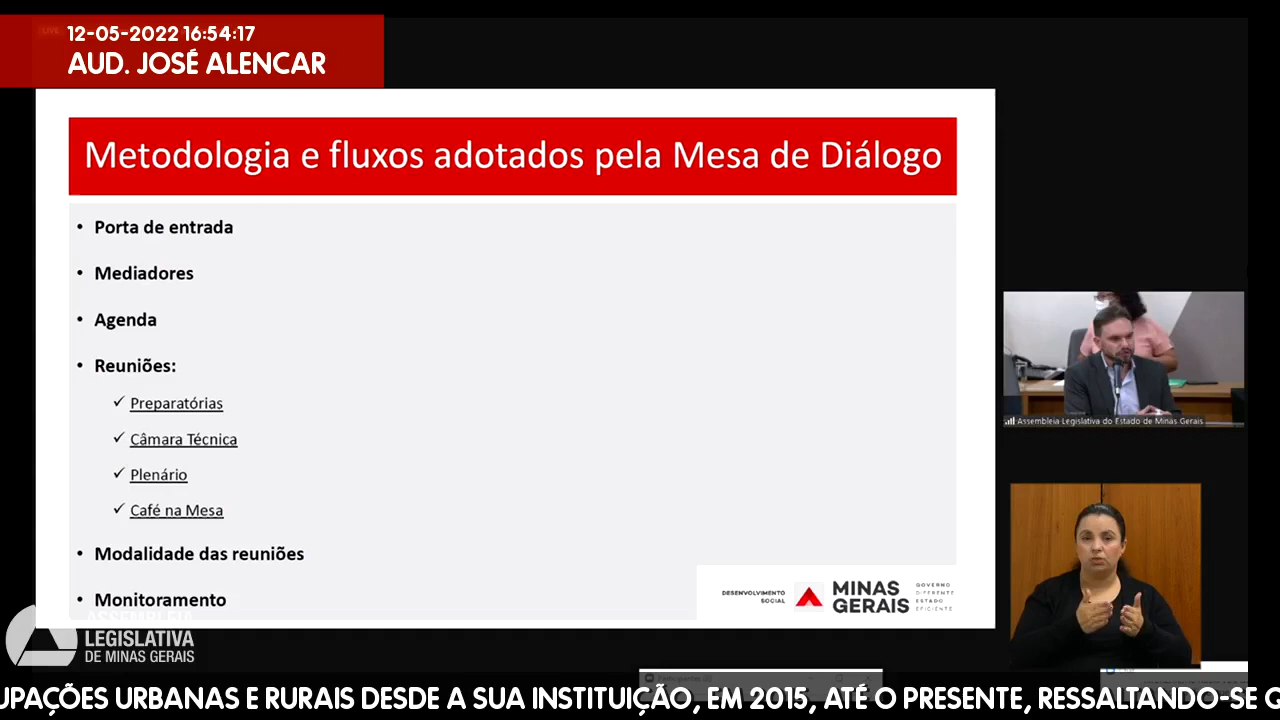 LIVE
12-05-2022 16:54:17
AUD. JOSÉ ALENCAR
Metodologia e fluxos adotados pela Mesa de Diálogo
• Porta de entrada
• Mediadores
• Agenda
• Reuniões:
✓ Preparatórias
✓ Câmara Técnica
✓ Plenário
✓ Café na Mesa
• Modalidade das reuniões
• Monitoramento
DESENVOLVIMENTO
SOCIAL
MINAS
GERAIS
GOVERNO
DIFERENTE
ESTADO
EFICIENTE
Assembleia Legislativa do Estado de Minas Gerais
ASSEMBLEIA
LEGISLATIVA
DE MINAS GERAIS
UPAÇÕES URBANAS E RURAIS DESDE A SUA INSTITUIÇÃO, EM 2015, ATÉ O PRESENTE, RESSALTANDO-SE